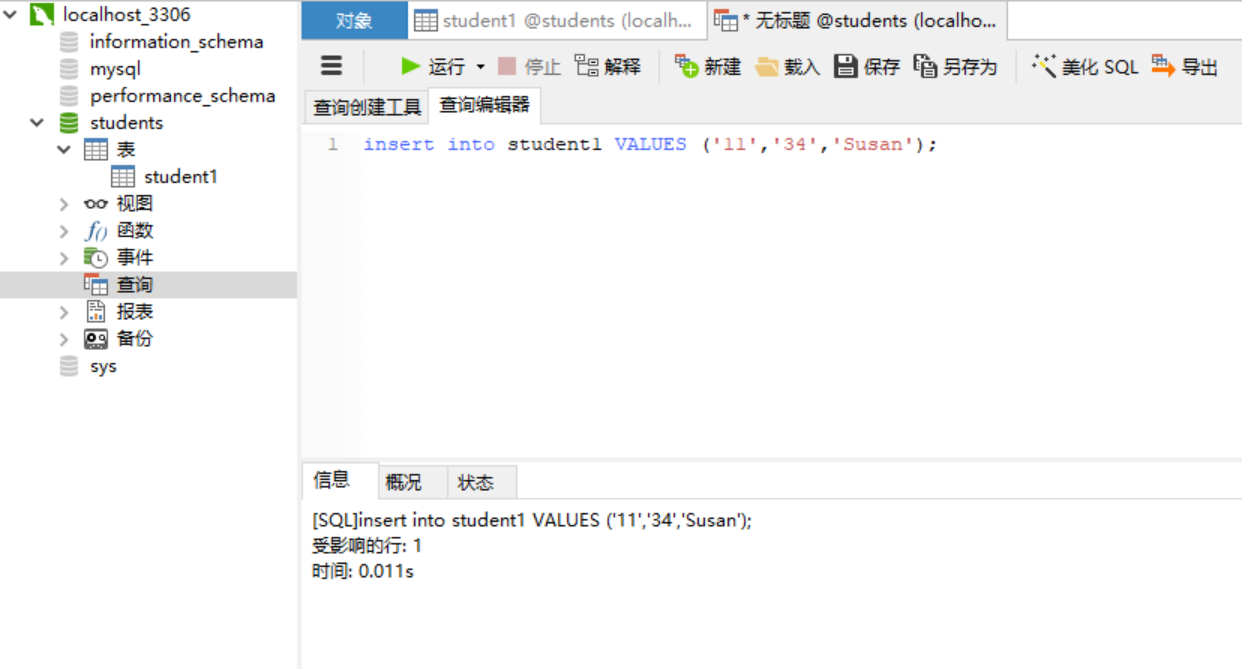 localhost_3306
information_schema
mysql
performance_schema
students
表
student1
视图
函数
事件
查询
报表
备份
sys
对象 student1 @students (localh... * 无标题 @students (localho...
运行 停止 解释 新建 载入 保存 另存为 美化 SQL 导出
查询创建工具 查询编辑器
1 insert into student1 VALUES ('11','34','Susan');
信息 概况 状态
[SQL]insert into student1 VALUES ('11','34','Susan');
受影响的行: 1
时间: 0.011s